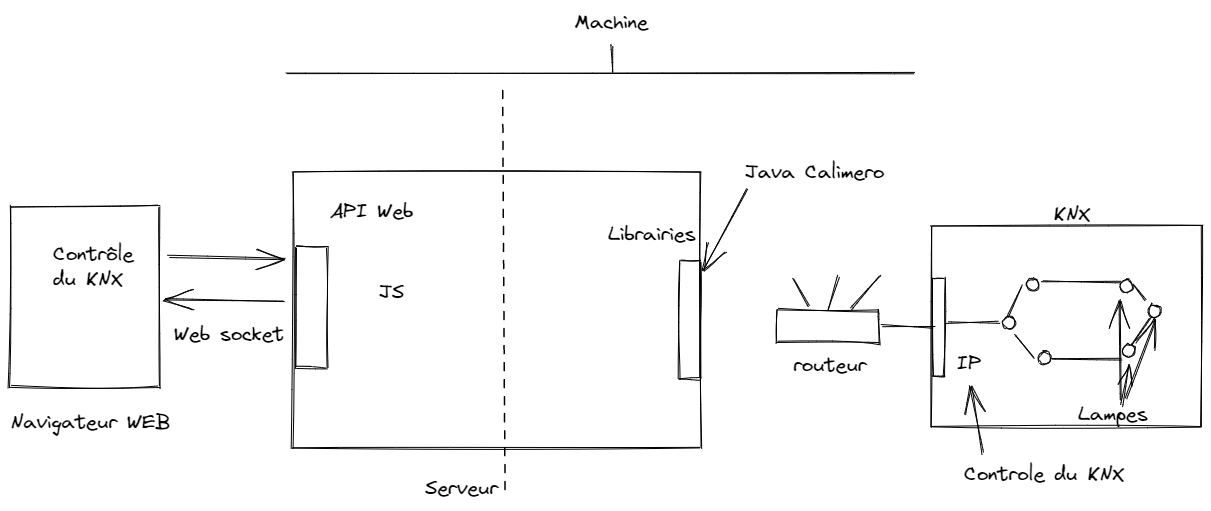 Machine
Java Calimero
API Web
KNX
Librairies
Contrôle
du KNX
JS
Web socket
IP
routeur
Lampes
Navigateur WEB
Controle du KNX
Serveur